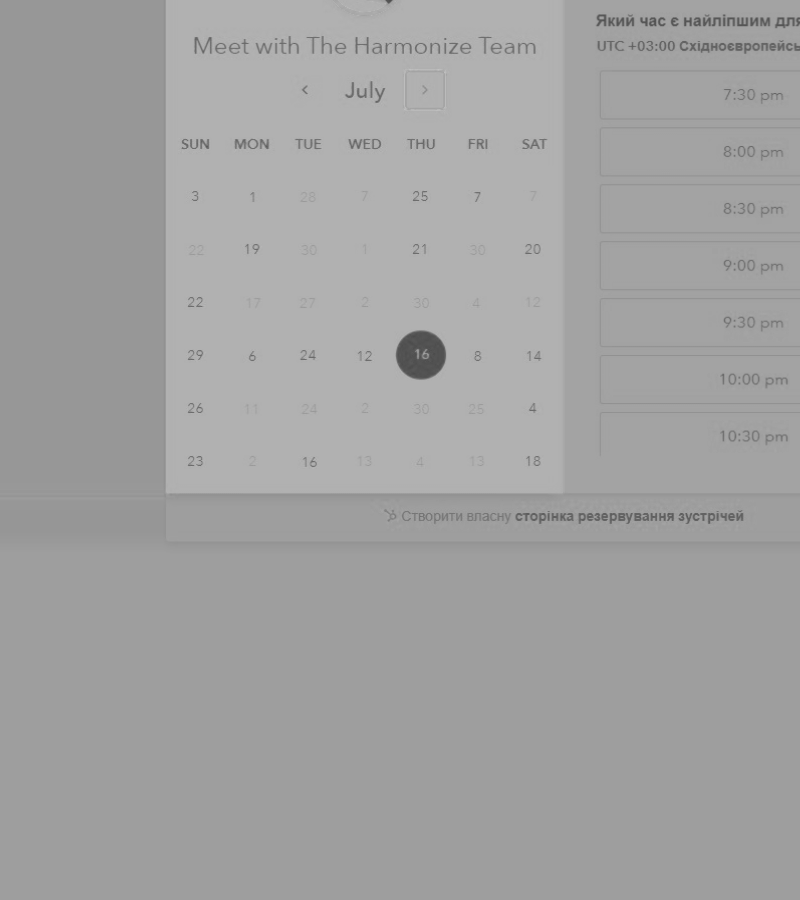 Meet with The Harmonize Team
July
SUN MON TUE WED THU FRI SAT
3 1 28 7 25 7 7
22 19 30 1 21 30 20
22 17 27 2 30 4 12
29 6 24 12 16 8 14
26 11 24 2 30 25 4
23 2 16 13 4 13 18
Який час є найліпшим для
UTC +03:00 Східноєвропейсь
7:30 pm
8:00 pm
8:30 pm
9:00 pm
9:30 pm
10:00 pm
10:30 pm
Створити власну сторінка резервування зустрічей